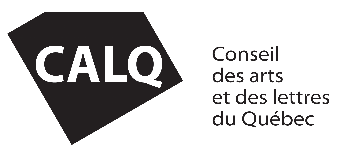 CALQ
Conseil
des arts
et des lettres
du Québec